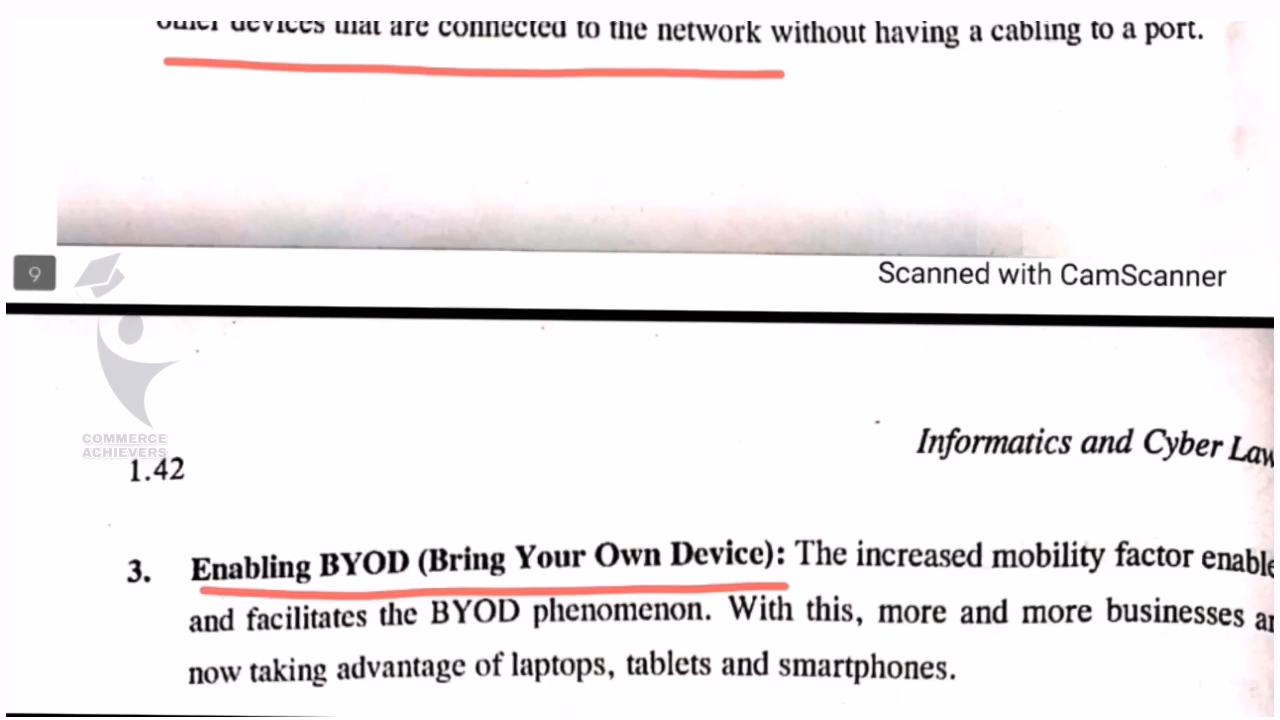 other devices that are connected to the network without having a cabling to a port.
9
Scanned with CamScanner
COMMERCE
ACHIEVERS
1.42
Informatics and Cyber Law
3. Enabling BYOD (Bring Your Own Device): The increased mobility factor enable
and facilitates the BYOD phenomenon. With this, more and more businesses ar
now taking advantage of laptops, tablets and smartphones.